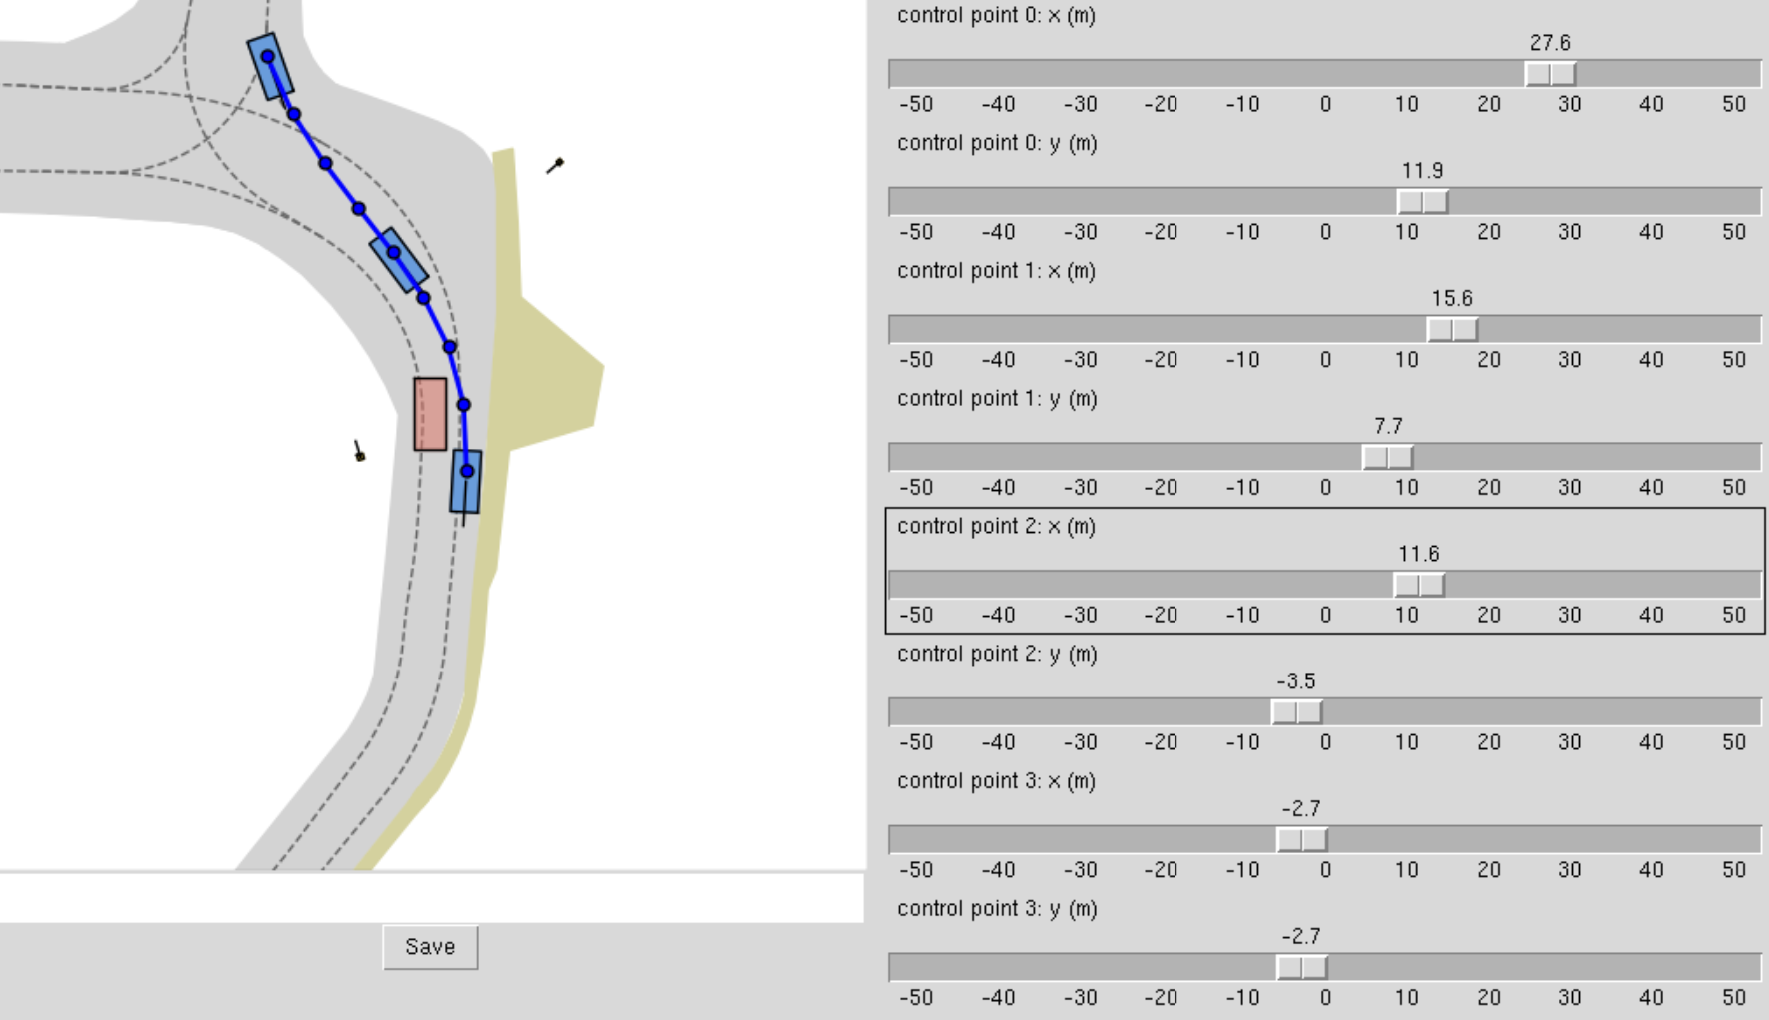 control point 0: x (m)
27.6
-50 -40 -30 -20 -10 0 10 20 30 40 50
control point 0: y (m)
11.9
-50 -40 -30 -20 -10 0 10 20 30 40 50
control point 1: x (m)
15.6
-50 -40 -30 -20 -10 0 10 20 30 40 50
control point 1: y (m)
7.7
-50 -40 -30 -20 -10 0 10 20 30 40 50
control point 2: x (m)
11.6
-50 -40 -30 -20 -10 0 10 20 30 40 50
control point 2: y (m)
-3.5
-50 -40 -30 -20 -10 0 10 20 30 40 50
control point 3: x (m)
-2.7
-50 -40 -30 -20 -10 0 10 20 30 40 50
control point 3: y (m)
-2.7
-50 -40 -30 -20 -10 0 10 20 30 40 50
Save